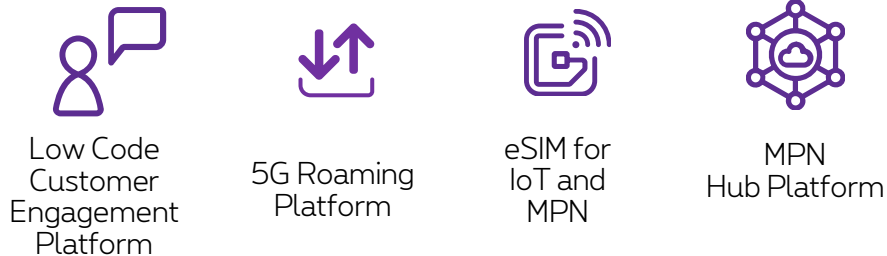 Low Code
Customer
Engagement
Platform
5G Roaming
Platform
eSIM for
IoT and
MPN
MPN
Hub Platform